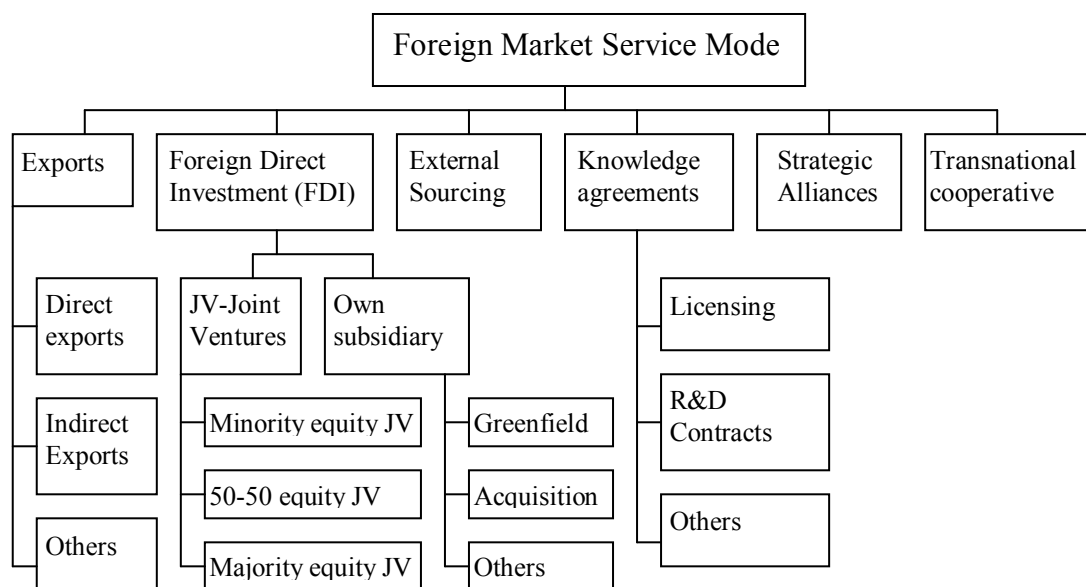 Foreign Market Service Mode
Exports
Foreign Direct
Investment (FDI)
External
Sourcing
Knowledge
agreements
Strategic
Alliances
Transnational
cooperative
Direct
exports
Indirect
Exports
Others
JV-Joint
Ventures
Minority equity JV
50-50 equity JV
Majority equity JV
Own
subsidiary
Greenfield
Acquisition
Others
Licensing
R&D
Contracts
Others